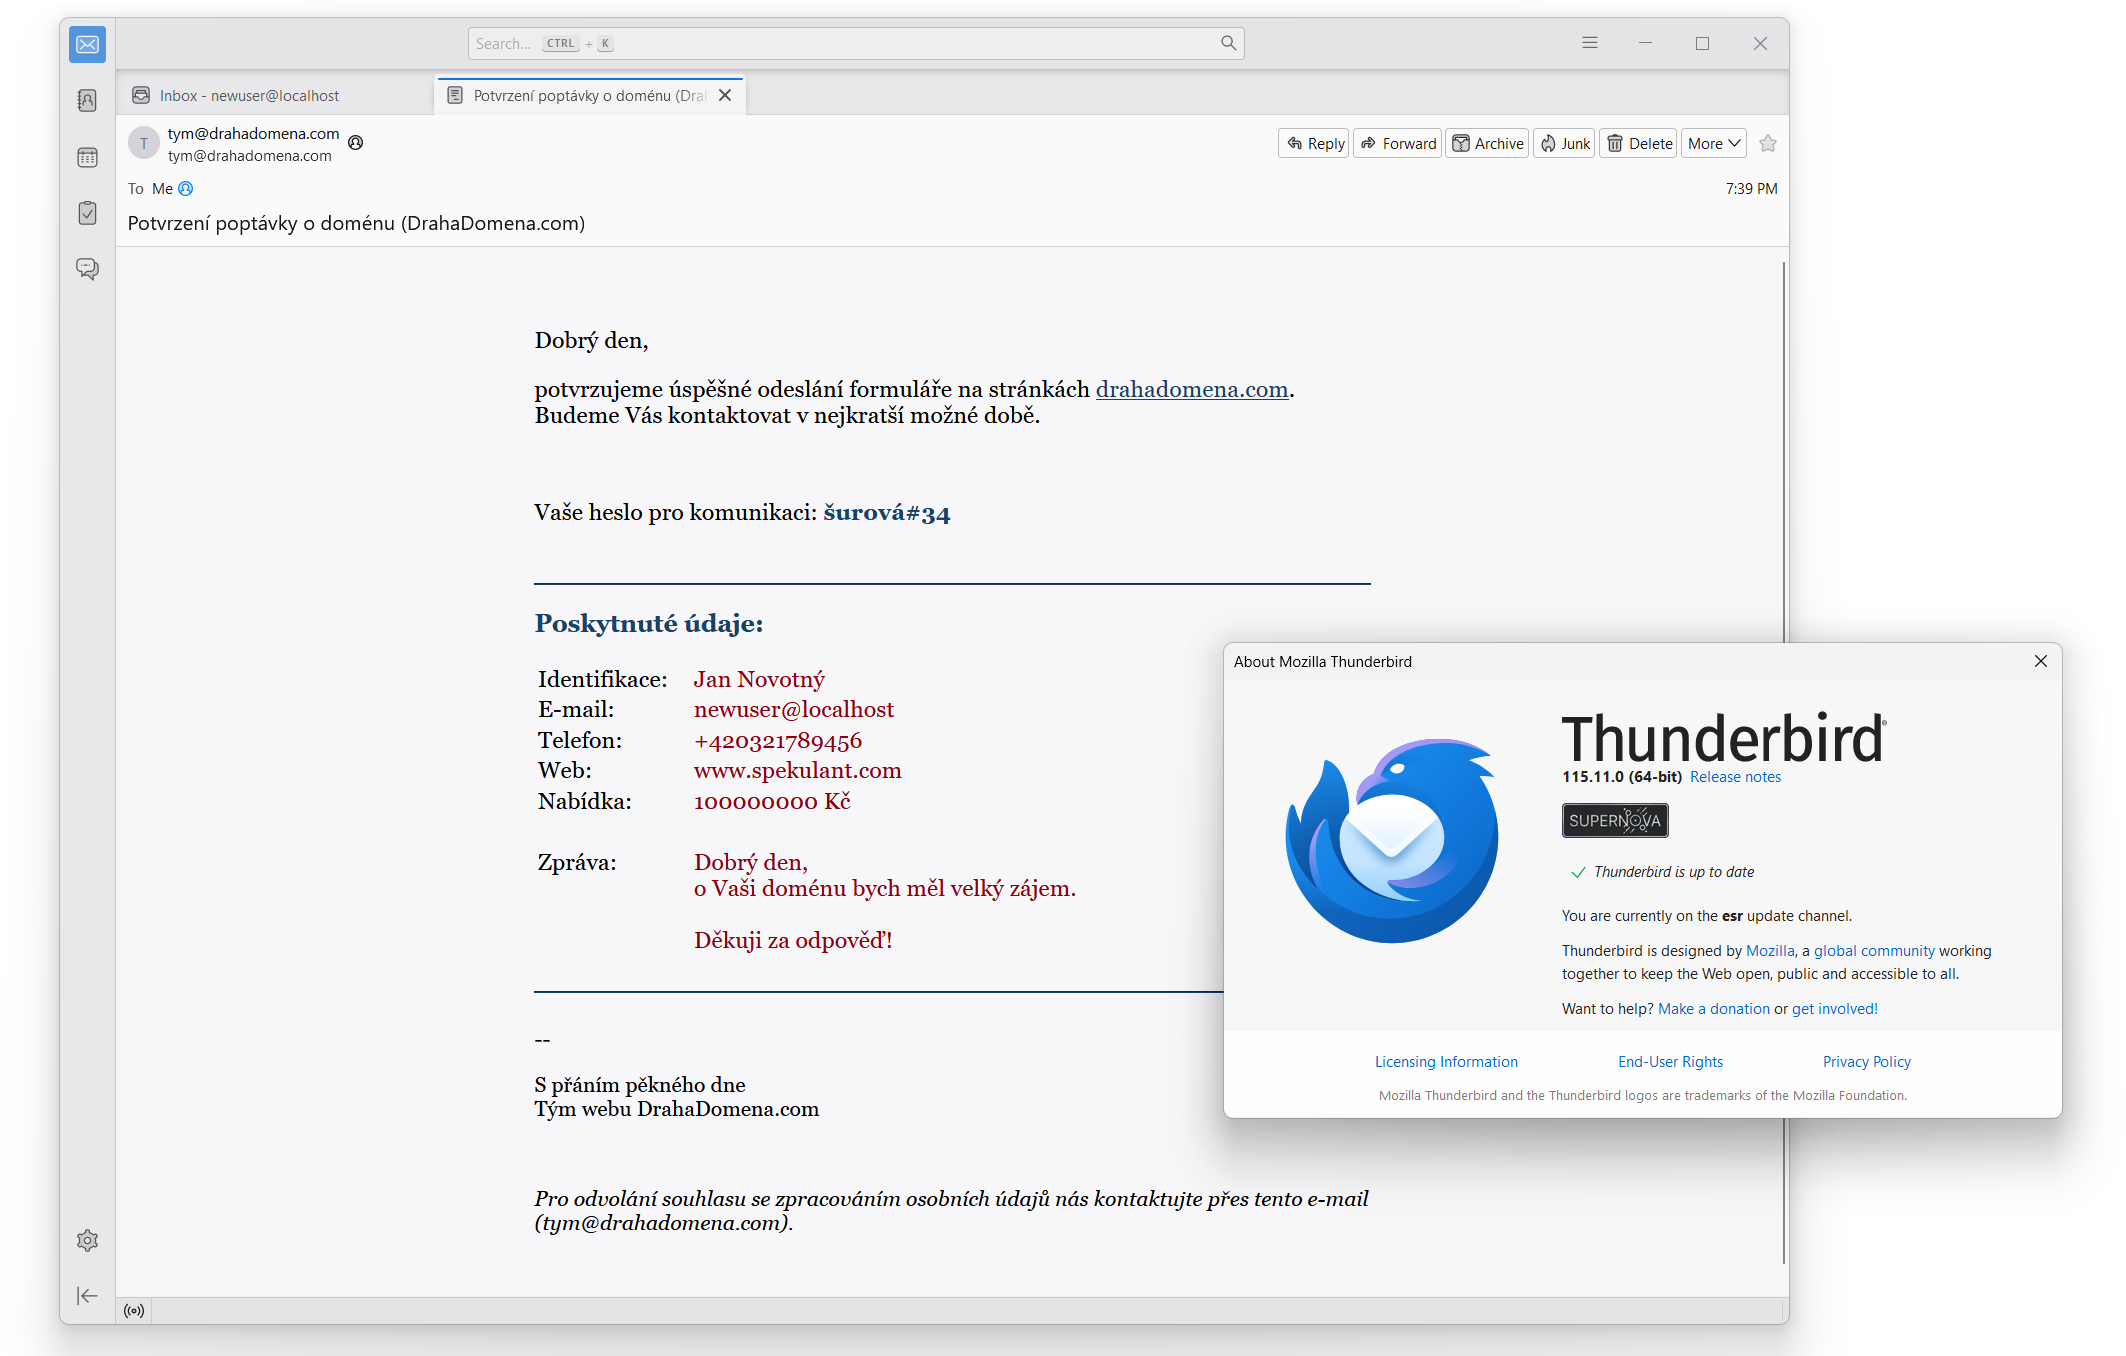 Search... CTRL + K
Inbox - newuser@localhost
Potvrzení poptávky o doménu (Dra
T
tym@drahadomena.com
tym@drahadomena.com
Reply Forward Archive Junk Delete More
To Me
7:39 PM
Potvrzení poptávky o doménu (DrahaDomena.com)
Dobrý den,
potvrzujeme úspěšné odeslání formuláře na stránkách drahadomena.com.
Budeme Vás kontaktovat v nejkratší možné době.
Vaše heslo pro komunikaci: šurová#34
Poskytnuté údaje:
Identifikace: Jan Novotný
E-mail: newuser@localhost
Telefon: +420321789456
Web: www.spekulant.com
Nabídka: 100000000 Kč
Zpráva: Dobrý den,
o Vaši doménu bych měl velký zájem.
Děkuji za odpověď!
--
S přáním pěkného dne
Tým webu DrahaDomena.com
Pro odvolání souhlasu se zpracováním osobních údajů nás kontaktujte přes tento e-mail
(tym@drahadomena.com).
About Mozilla Thunderbird
Thunderbird®
115.11.0 (64-bit) Release notes
SUPERNOVA
Thunderbird is up to date
You are currently on the esr update channel.
Thunderbird is designed by Mozilla, a global community working
together to keep the Web open, public and accessible to all.
Want to help? Make a donation or get involved!
Licensing Information End-User Rights Privacy Policy
Mozilla Thunderbird and the Thunderbird logos are trademarks of the Mozilla Foundation.